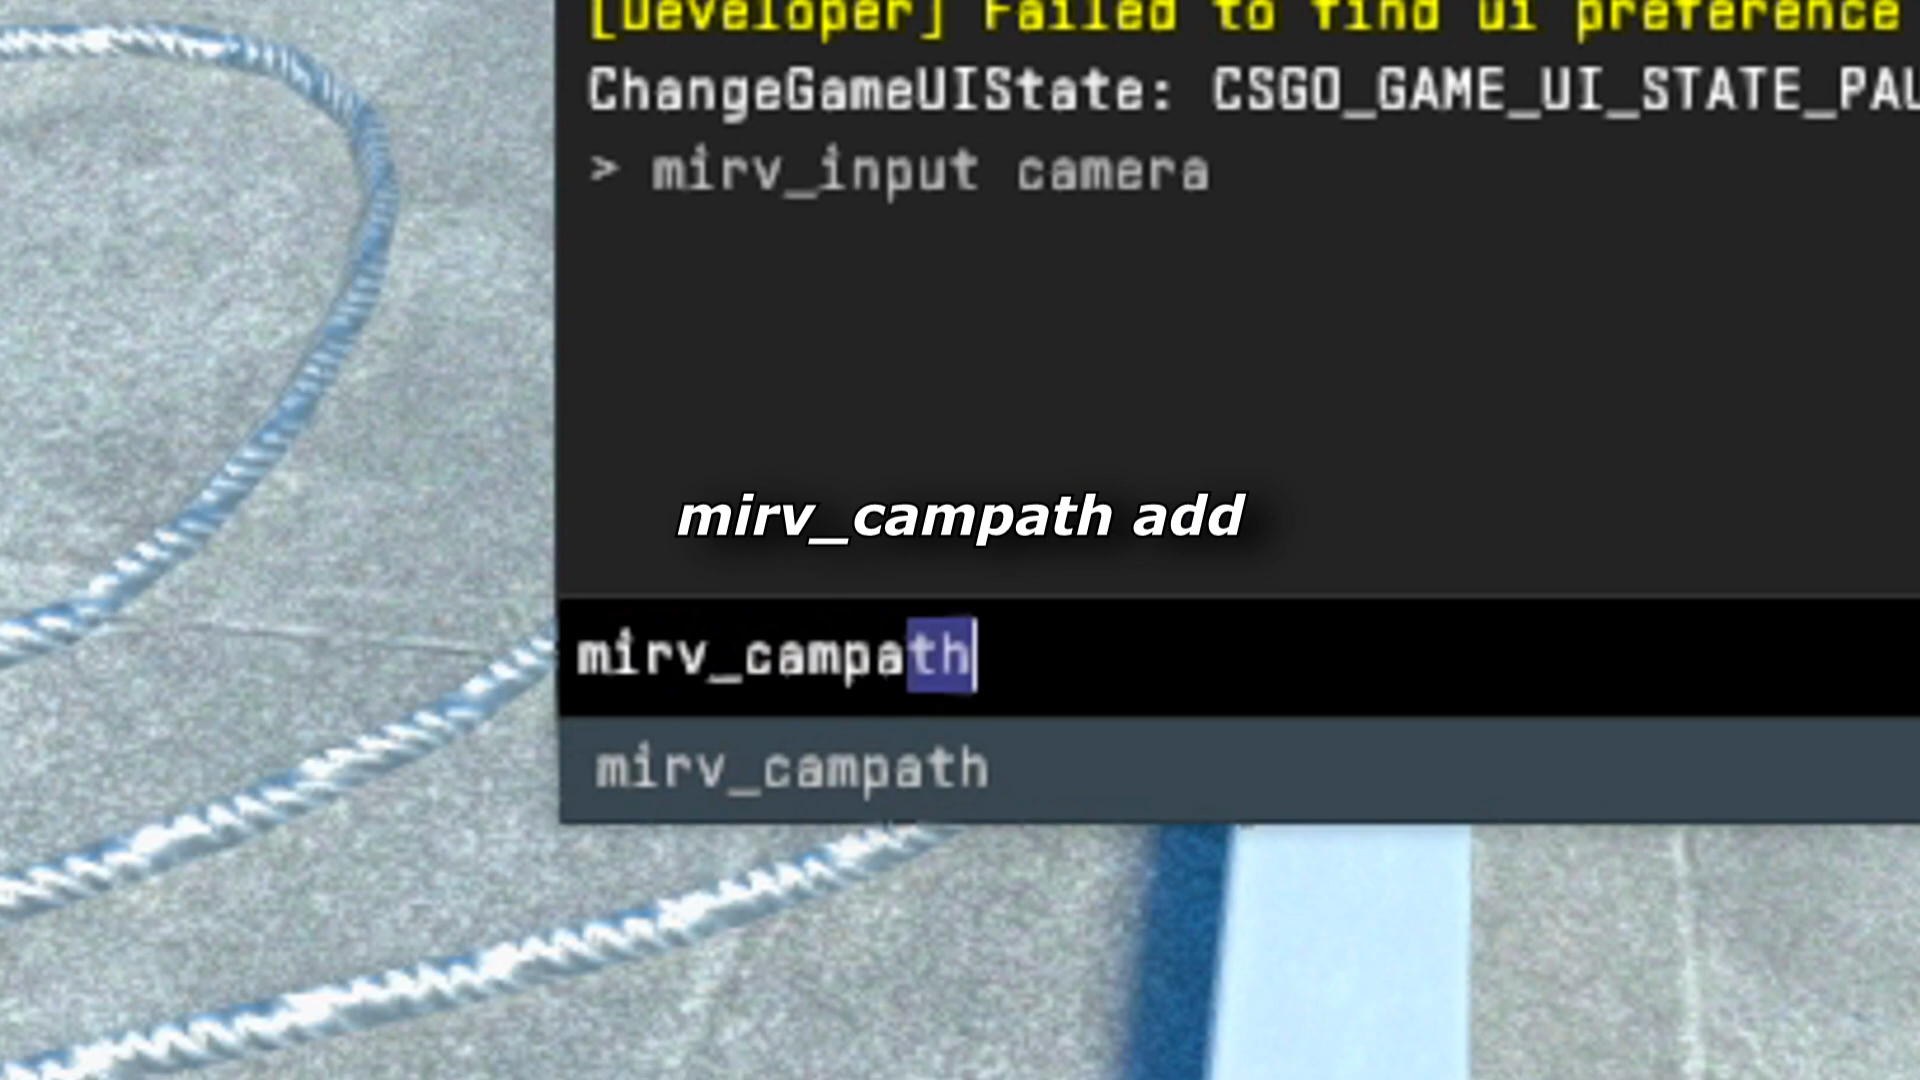 [Developer] Failed to find ui preference
ChangeGameUIState: CSGO_GAME_UI_STATE_PAU
> mirv_input camera
mirv_campath add
mirv_campath
mirv_campath